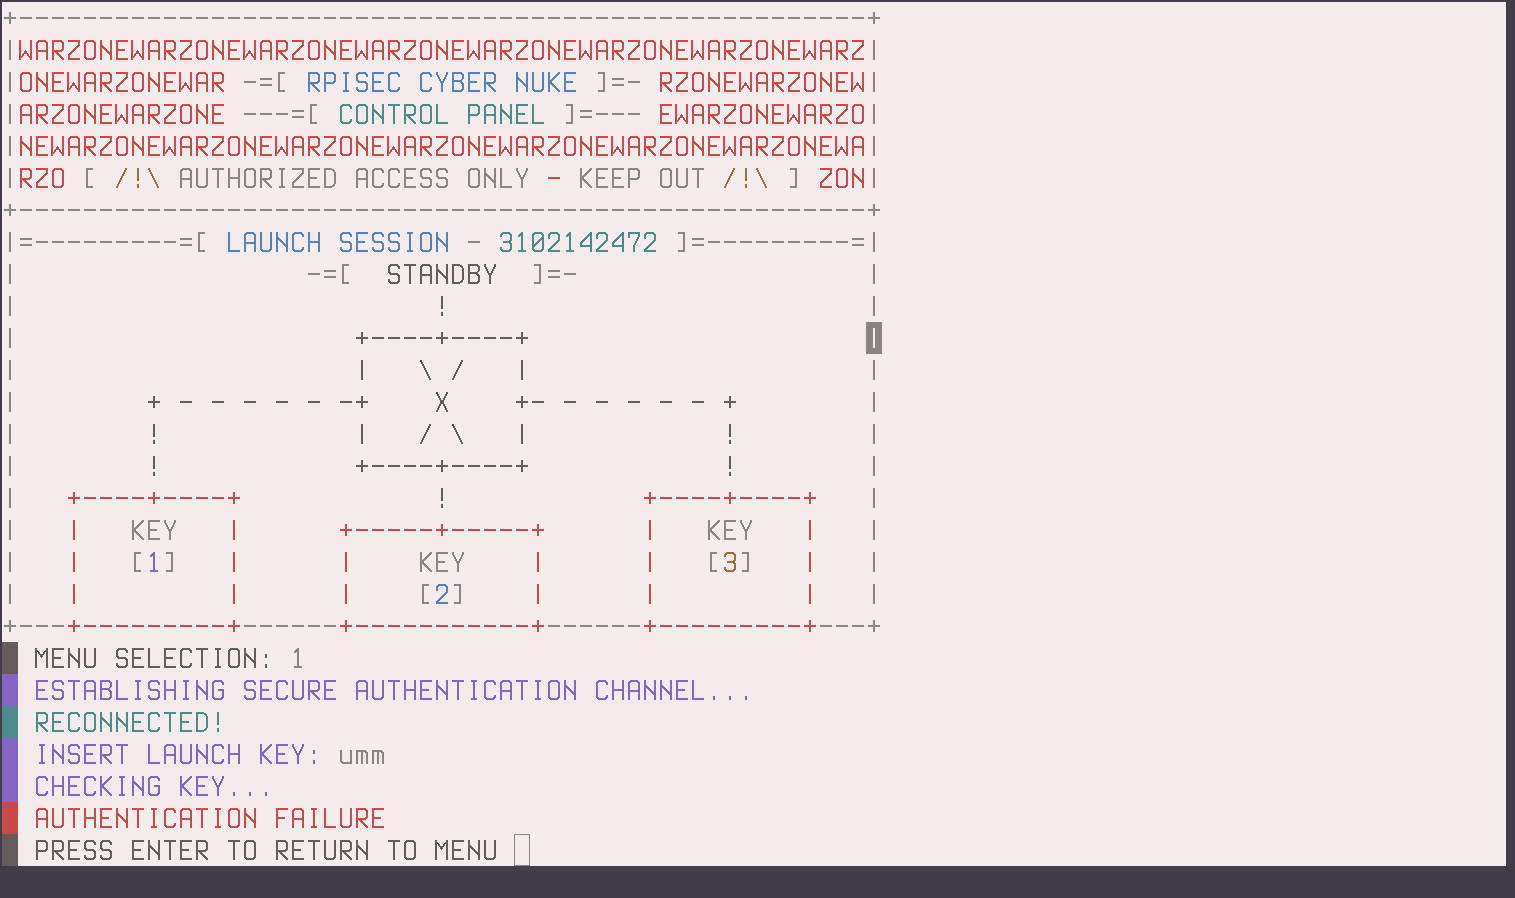 +-----------------------------------------------------+
|WARZONEWARZONEWARZONEWARZONEWARZONEWARZONEWARZONEWARZ|
|ONEWARZONEWAR -=[ RPISEC CYBER NUKE ]=- RZONEWARZONEW|
|ARZONEWARZONE ---=[ CONTROL PANEL ]=--- EWARZONEWARZO|
|NEWARZONEWARZONEWARZONEWARZONEWARZONEWARZONEWARZONEWA|
|RZO [ /!\ AUTHORIZED ACCESS ONLY - KEEP OUT /!\ ] ZON|
+-----------------------------------------------------+
|=---------=[ LAUNCH SESSION - 3102142472 ]=---------=|
|                  -=[  STANDBY  ]=-                  |
|                          !                          |
|                     +----+----+                     |
|                     |   \ /   |                     |
|        + - - - - - -+    X    +- - - - - - +        |
|        !            |   / \   |            !        |
|        !            +----+----+            !        |
|   +----+----+            !            +----+----+   |
|   |   KEY   |      +-----+-----+      |   KEY   |   |
|   |   [1]   |      |    KEY    |      |   [3]   |   |
|   |         |      |    [2]    |      |         |   |
+---+---------+------+-----------+------+---------+---+
MENU SELECTION: 1
ESTABLISHING SECURE AUTHENTICATION CHANNEL...
RECONNECTED!
INSERT LAUNCH KEY: umm
CHECKING KEY...
AUTHENTICATION FAILURE
PRESS ENTER TO RETURN TO MENU